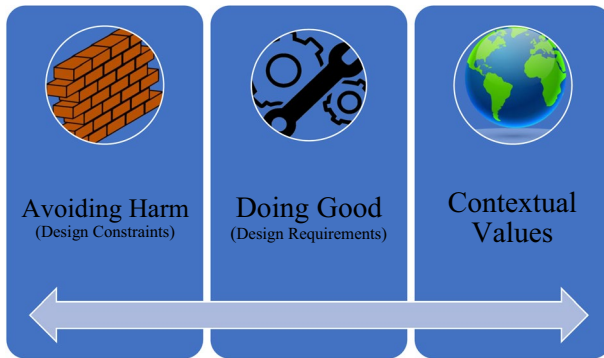 Avoiding Harm
(Design Constraints)
Doing Good
(Design Requirements)
Contextual
Values